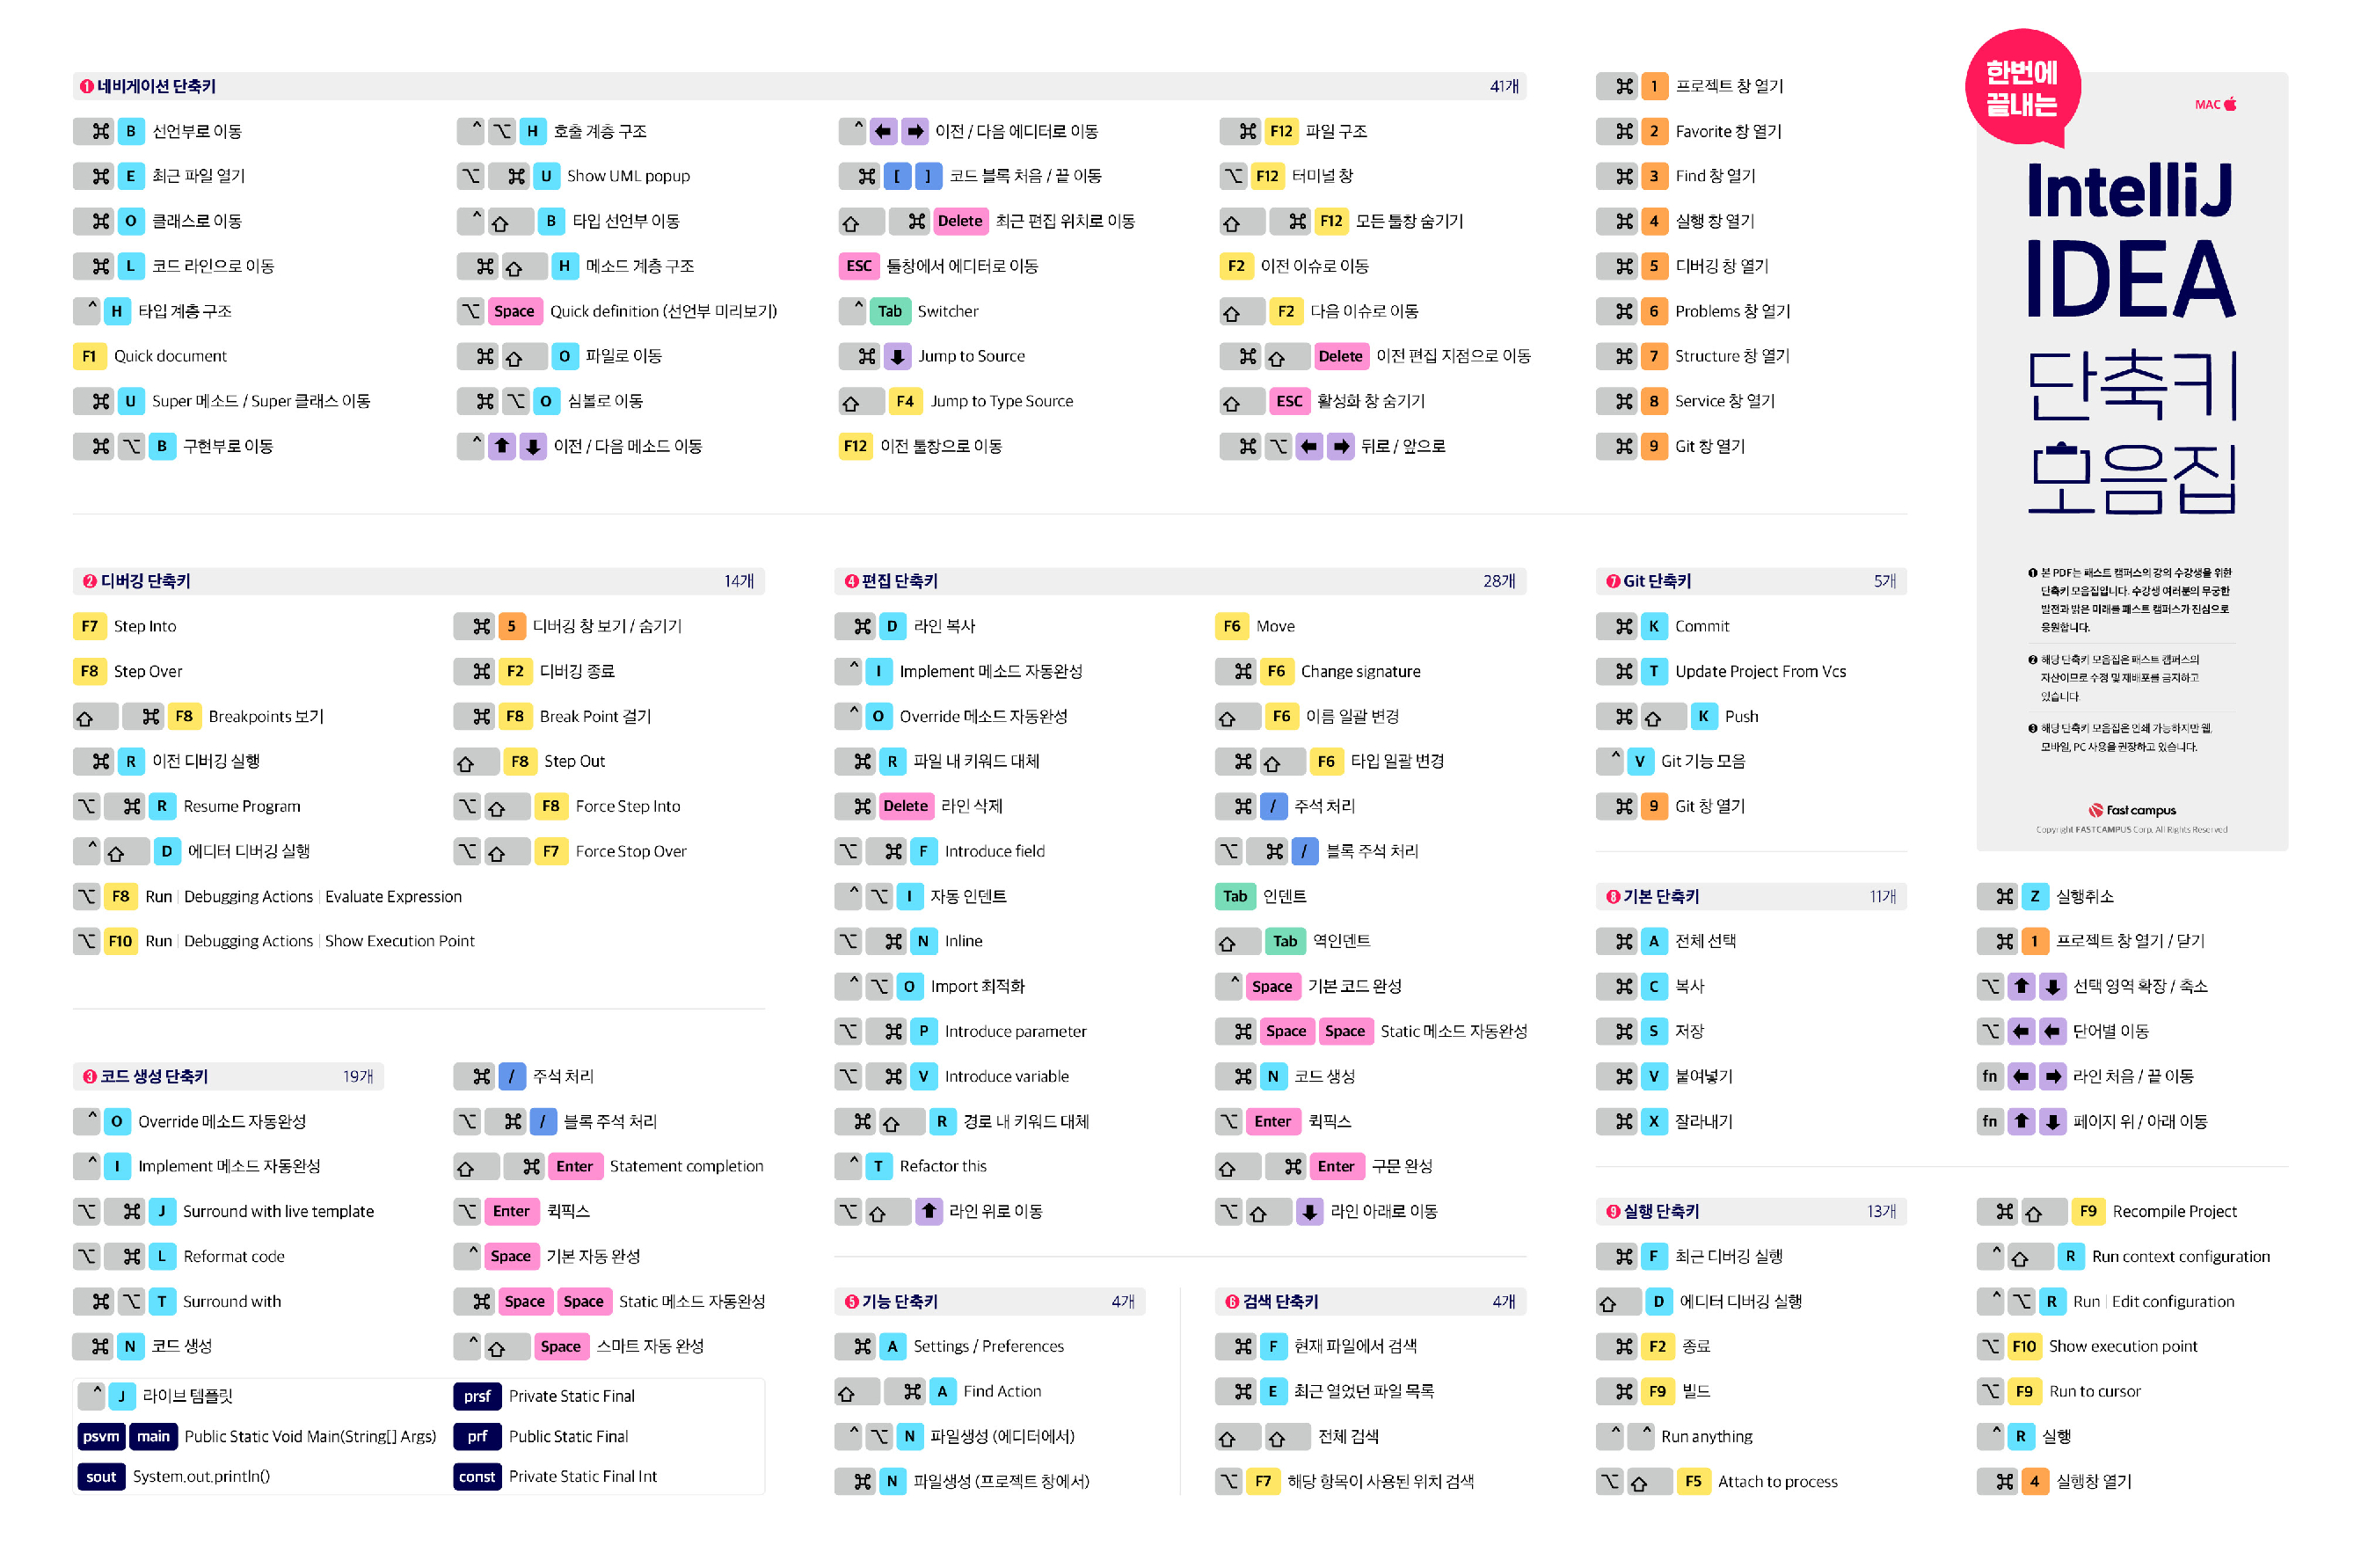 ❶ 네비게이션 단축키 41개
⌘ B 선언부로 이동
⌘ E 최근 파일 열기
⌘ O 클래스로 이동
⌘ L 코드 라인으로 이동
^ H 타입 계층 구조
F1 Quick document
⌘ U Super 메소드 / Super 클래스 이동
⌘ ⌥ B 구현부로 이동
^ ⌥ H 호출 계층 구조
⌥ ⌘ U Show UML popup
^ ⇧ B 타입 선언부 이동
⌘ ⇧ H 메소드 계층 구조
⌥ Space Quick definition (선언부 미리보기)
⌘ ⇧ O 파일로 이동
⌘ ⌥ O 심볼로 이동
^ ⬆ ⬇ 이전 / 다음 메소드 이동
^ ⬅ ➡ 이전 / 다음 에디터로 이동
⌘ [ ] 코드 블록 처음 / 끝 이동
⇧ ⌘ Delete 최근 편집 위치로 이동
ESC 툴창에서 에디터로 이동
^ Tab Switcher
⌘ ⬇ Jump to Source
⇧ F4 Jump to Type Source
F12 이전 툴창으로 이동
⌘ F12 파일 구조
⌥ F12 터미널 창
⇧ ⌘ F12 모든 툴창 숨기기
F2 이전 이슈로 이동
⇧ F2 다음 이슈로 이동
⌘ ⇧ Delete 이전 편집 지점으로 이동
⇧ ESC 활성화 창 숨기기
⌘ ⌥ ⬅ ➡ 뒤로 / 앞으로
⌘ 1 프로젝트 창 열기
⌘ 2 Favorite 창 열기
⌘ 3 Find 창 열기
⌘ 4 실행 창 열기
⌘ 5 디버깅 창 열기
⌘ 6 Problems 창 열기
⌘ 7 Structure 창 열기
⌘ 8 Service 창 열기
⌘ 9 Git 창 열기
한번에
끝내는
MAC
IntelliJ
IDEA
단축키
모음집
❶ 본 PDF는 패스트 캠퍼스의 강의 수강생을 위한
단축키 모음집입니다. 수강생 여러분의 무궁한
발전과 밝은 미래를 패스트 캠퍼스가 진심으로
응원합니다.
❷ 해당 단축키 모음집은 패스트 캠퍼스의
자산이므로 수정 및 재배포를 금지하고
있습니다.
❸ 해당 단축키 모음집은 인쇄 가능하지만 웹,
모바일, PC 사용을 권장하고 있습니다.
Fast campus
Copyright FASTCAMPUS Corp. All Rights Reserved
❷ 디버깅 단축키 14개
F7 Step Into
F8 Step Over
⇧ ⌘ F8 Breakpoints 보기
⌘ R 이전 디버깅 실행
⌥ ⌘ R Resume Program
^ ⇧ D 에디터 디버깅 실행
⌥ F8 Run | Debugging Actions | Evaluate Expression
⌥ F10 Run | Debugging Actions | Show Execution Point
⌘ 5 디버깅 창 보기 / 숨기기
⌘ F2 디버깅 종료
⌘ F8 Break Point 걸기
⇧ F8 Step Out
⌥ ⇧ F8 Force Step Into
⌥ ⇧ F7 Force Stop Over
❸ 코드 생성 단축키 19개
^ O Override 메소드 자동완성
^ I Implement 메소드 자동완성
⌥ ⌘ J Surround with live template
⌥ ⌘ L Reformat code
⌘ ⌥ T Surround with
⌘ N 코드 생성
⌘ / 주석 처리
⌥ ⌘ / 블록 주석 처리
⇧ ⌘ Enter Statement completion
⌥ Enter 퀵픽스
^ Space 기본 자동 완성
⌘ Space Space Static 메소드 자동완성
^ ⇧ Space 스마트 자동 완성
^ J 라이브 템플릿
psvm main Public Static Void Main(String[] Args)
sout System.out.println()
prsf Private Static Final
prf Public Static Final
const Private Static Final Int
❹ 편집 단축키 28개
⌘ D 라인 복사
^ I Implement 메소드 자동완성
^ O Override 메소드 자동완성
⌘ R 파일 내 키워드 대체
⌘ Delete 라인 삭제
⌥ ⌘ F Introduce field
^ ⌥ I 자동 인덴트
⌥ ⌘ N Inline
^ ⌥ O Import 최적화
⌥ ⌘ P Introduce parameter
⌥ ⌘ V Introduce variable
⌘ ⇧ R 경로 내 키워드 대체
^ T Refactor this
⌥ ⇧ ⬆ 라인 위로 이동
F6 Move
⌘ F6 Change signature
⇧ F6 이름 일괄 변경
⌘ ⇧ F6 타입 일괄 변경
⌘ / 주석 처리
⌥ ⌘ / 블록 주석 처리
Tab 인덴트
⇧ Tab 역인덴트
^ Space 기본 코드 완성
⌘ Space Space Static 메소드 자동완성
⌘ N 코드 생성
⌥ Enter 퀵픽스
⇧ ⌘ Enter 구문 완성
⌥ ⇧ ⬇ 라인 아래로 이동
❺ 기능 단축키 4개
⌘ A Settings / Preferences
⇧ ⌘ A Find Action
^ ⌥ N 파일생성 (에디터에서)
⌘ N 파일생성 (프로젝트 창에서)
❻ 검색 단축키 4개
⌘ F 현재 파일에서 검색
⌘ E 최근 열었던 파일 목록
⇧ ⇧ 전체 검색
⌥ F7 해당 항목이 사용된 위치 검색
❼ Git 단축키 5개
⌘ K Commit
⌘ T Update Project From Vcs
⌘ ⇧ K Push
^ V Git 기능 모음
⌘ 9 Git 창 열기
❽ 기본 단축키 11개
⌘ A 전체 선택
⌘ C 복사
⌘ S 저장
⌘ V 붙여넣기
⌘ X 잘라내기
⌘ Z 실행취소
⌘ 1 프로젝트 창 열기 / 닫기
⌥ ⬆ ⬇ 선택 영역 확장 / 축소
⌥ ⬅ ⬅ 단어별 이동
fn ⬅ ➡ 라인 처음 / 끝 이동
fn ⬆ ⬇ 페이지 위 / 아래 이동
❾ 실행 단축키 13개
⌘ F 최근 디버깅 실행
⇧ D 에디터 디버깅 실행
⌘ F2 종료
⌘ F9 빌드
^ ^ Run anything
⌥ ⇧ F5 Attach to process
⌘ ⇧ F9 Recompile Project
^ ⇧ R Run context configuration
^ ⌥ R Run | Edit configuration
⌥ F10 Show execution point
⌥ F9 Run to cursor
^ R 실행
⌘ 4 실행창 열기